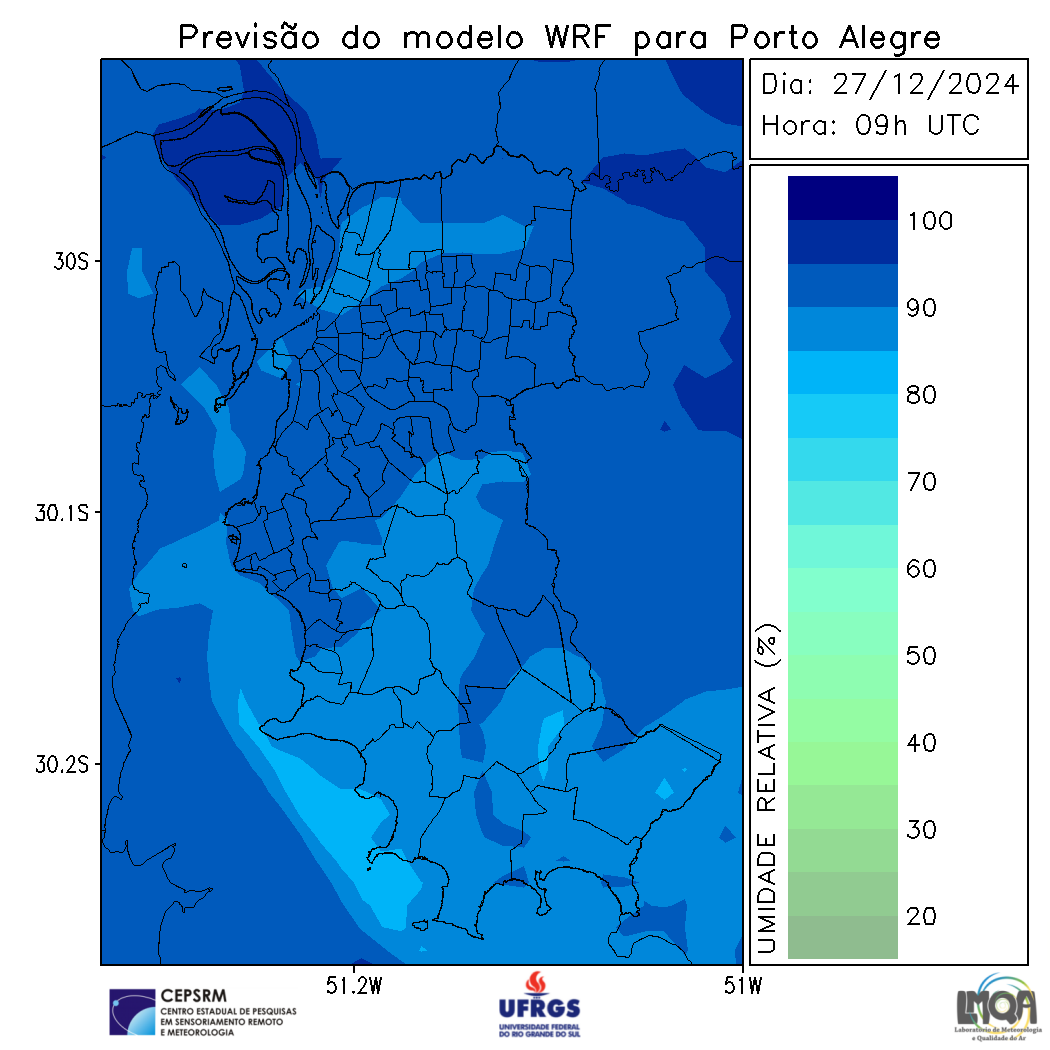 Previsão do modelo WRF para Porto Alegre
Dia: 27/12/2024
Hora: 09h UTC
30S
30.1S
30.2S
51.2W
51W
UMIDADE RELATIVA (%)
100
90
80
70
60
50
40
30
20
CEPSRM
CENTRO ESTADUAL DE PESQUISAS
EM SENSORIAMENTO REMOTO
E METEOROLOGIA
UFRGS
UNIVERSIDADE FEDERAL
DO RIO GRANDE DO SUL
LMQA
Laboratório de Meteorologia
e Qualidade do Ar